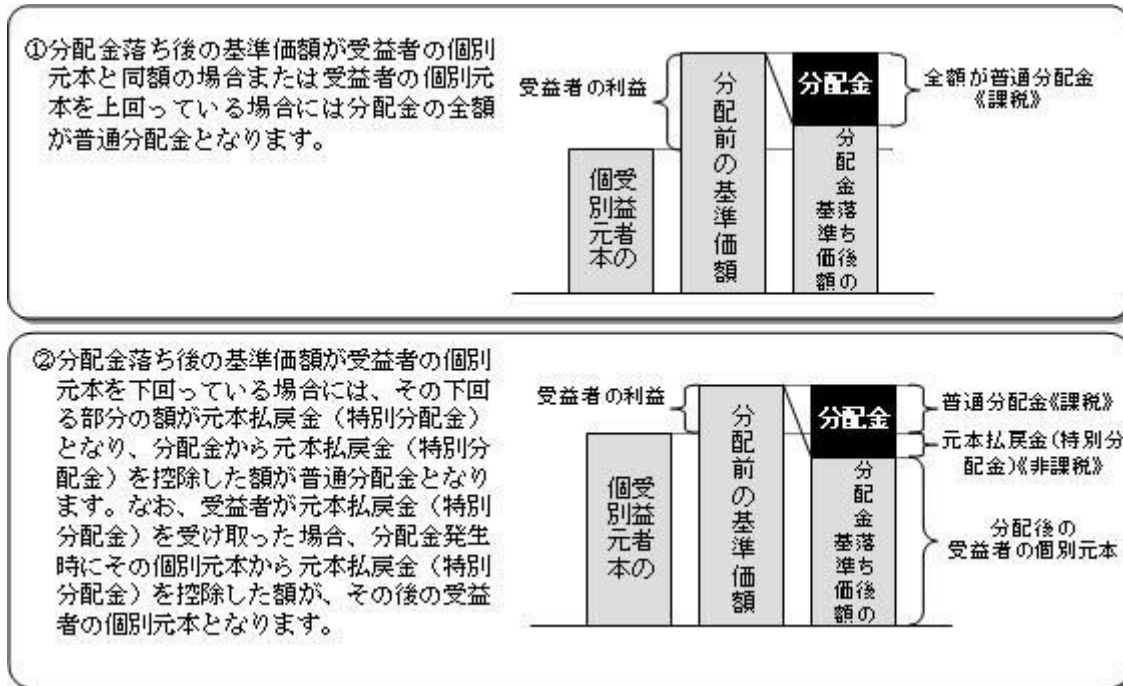 ①分配金落ち後の基準価額が受益者の個別
元本と同額の場合または受益者の個別元
本を上回っている場合には分配金の全額
が普通分配金となります。
受益者の利益
受益者の
個別元本
分配前の基準価額
分配金
分配金落ち後の
基準価額
全額が普通分配金
《課税》
②分配金落ち後の基準価額が受益者の個別
元本を下回っている場合には、その下回
る部分の額が元本払戻金（特別分配金）
となり、分配金から元本払戻金（特別分
配金）を控除した額が普通分配金となり
ます。なお、受益者が元本払戻金（特別
分配金）を受け取った場合、分配金発生
時にその個別元本から元本払戻金（特別
分配金）を控除した額が、その後の受益
者の個別元本となります。
受益者の利益
受益者の
個別元本
分配前の基準価額
分配金
分配金落ち後の
基準価額
普通分配金《課税》
元本払戻金（特別分
配金）《非課税》
分配後の
受益者の個別元本